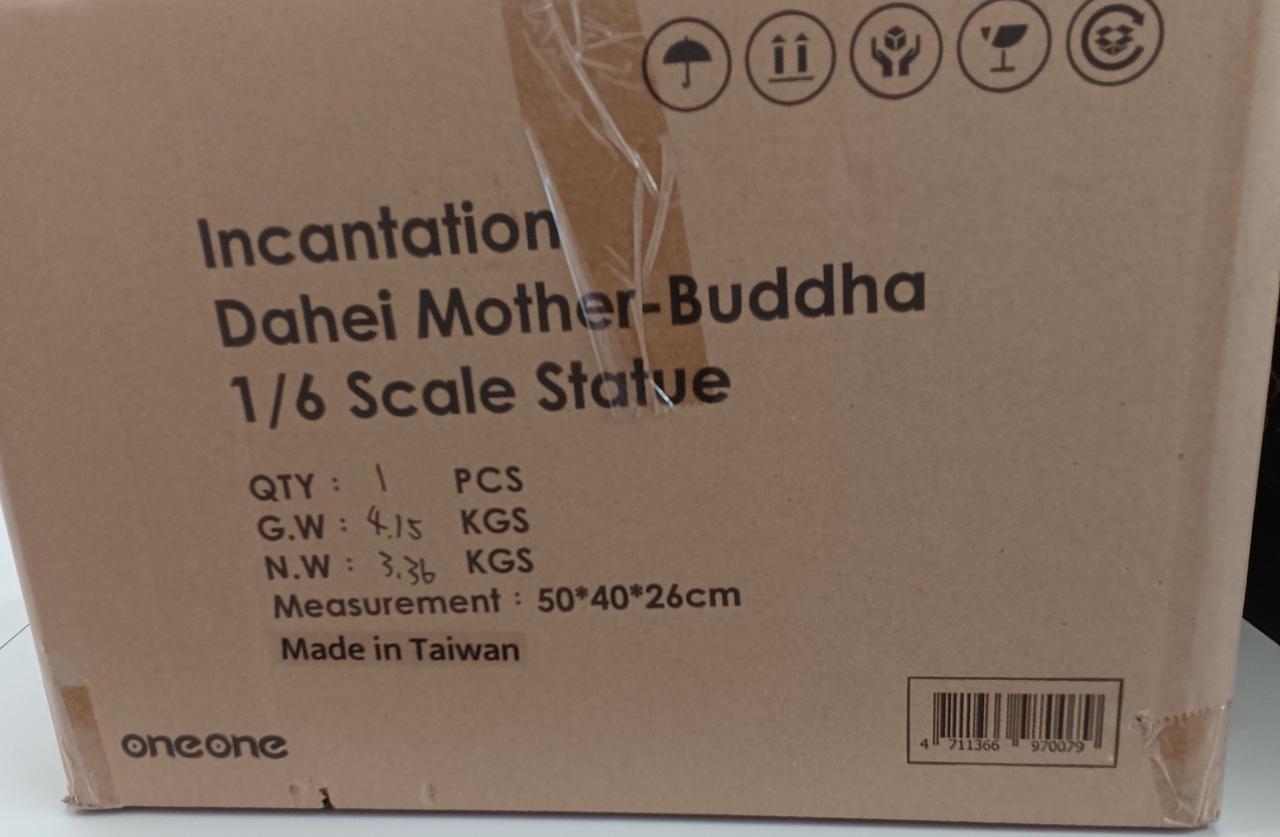 Incantation
Dahei Mother-Buddha
1/6 Scale Statue
QTY : 1 PCS
G.W : 4.15 KGS
N.W : 3.36 KGS
Measurement : 50*40*26cm
Made in Taiwan
oneone
4 711366 970079